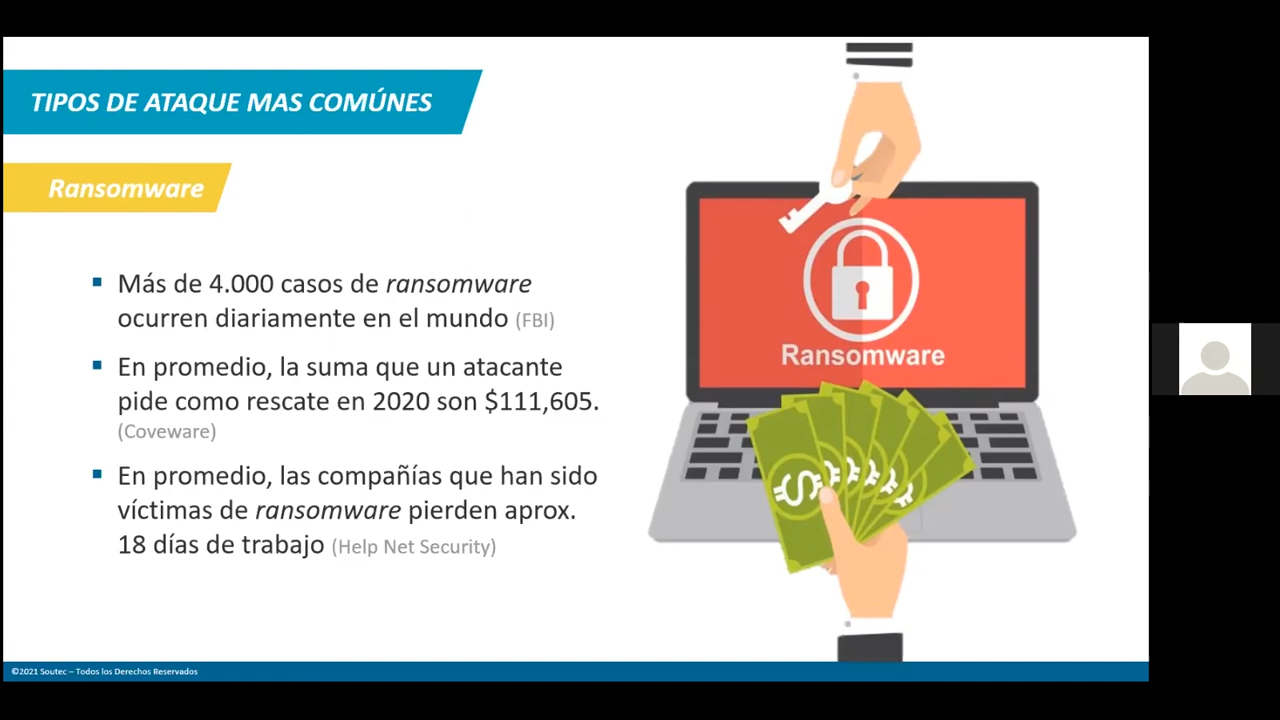 TIPOS DE ATAQUE MAS COMÚNES
Ransomware
Más de 4.000 casos de ransomware
ocurren diariamente en el mundo (FBI)
En promedio, la suma que un atacante
pide como rescate en 2020 son $111,605.
(Coveware)
En promedio, las compañías que han sido
víctimas de ransomware pierden aprox.
18 días de trabajo (Help Net Security)
Ransomware
©2021 Soutec – Todos los Derechos Reservados